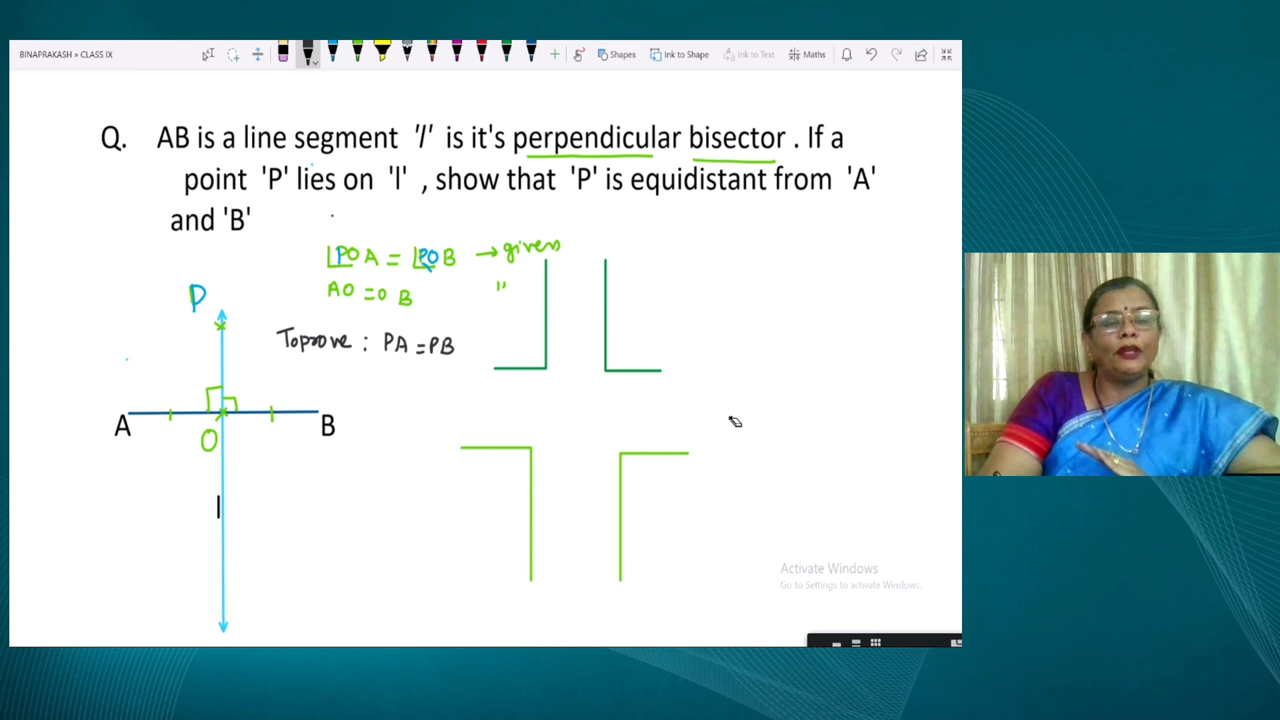 BINAPRAKASH » CLASS IX
Shapes
Ink to Shape
Ink to Text
Maths
Q. AB is a line segment 'l' is it's perpendicular bisector . If a
point 'P' lies on 'l' , show that 'P' is equidistant from 'A'
and 'B'
∠POA = ∠POB → given
AO = OB "
To prove : PA = PB
P
A
B
O
l
Activate Windows
Go to Settings to activate Windows.